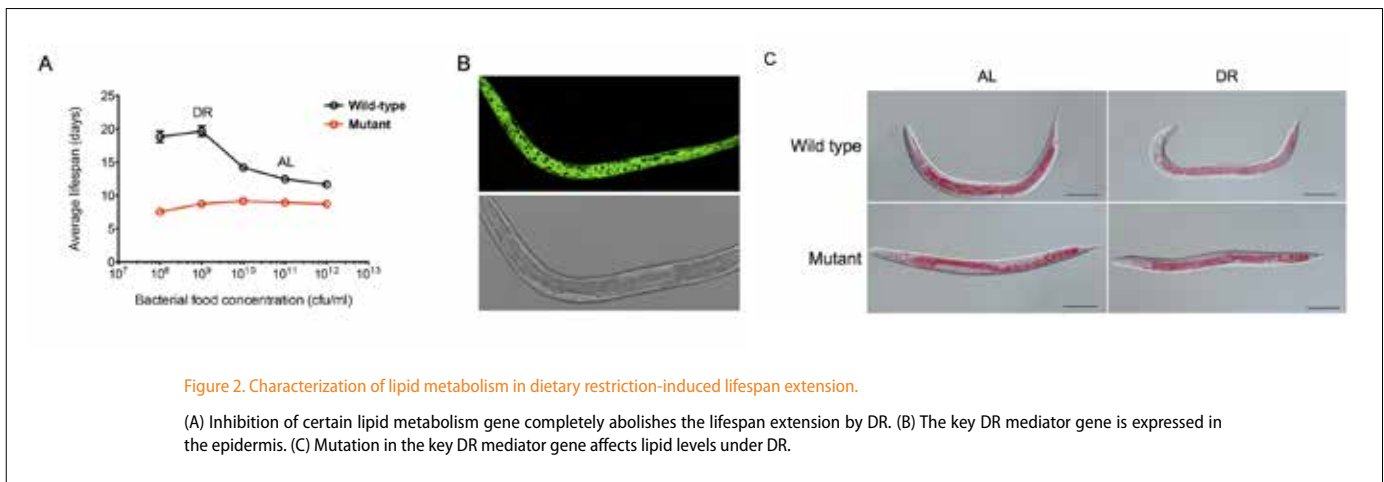 A
25
20
15
10
5
0
Average lifespan (days)
DR
AL
Wild-type
Mutant
10⁷ 10⁸ 10⁹ 10¹⁰ 10¹¹ 10¹² 10¹³
Bacterial food concentration (cfu/ml)
B
C
AL DR
Wild type
Mutant
Figure 2. Characterization of lipid metabolism in dietary restriction-induced lifespan extension.
(A) Inhibition of certain lipid metabolism gene completely abolishes the lifespan extension by DR. (B) The key DR mediator gene is expressed in
the epidermis. (C) Mutation in the key DR mediator gene affects lipid levels under DR.